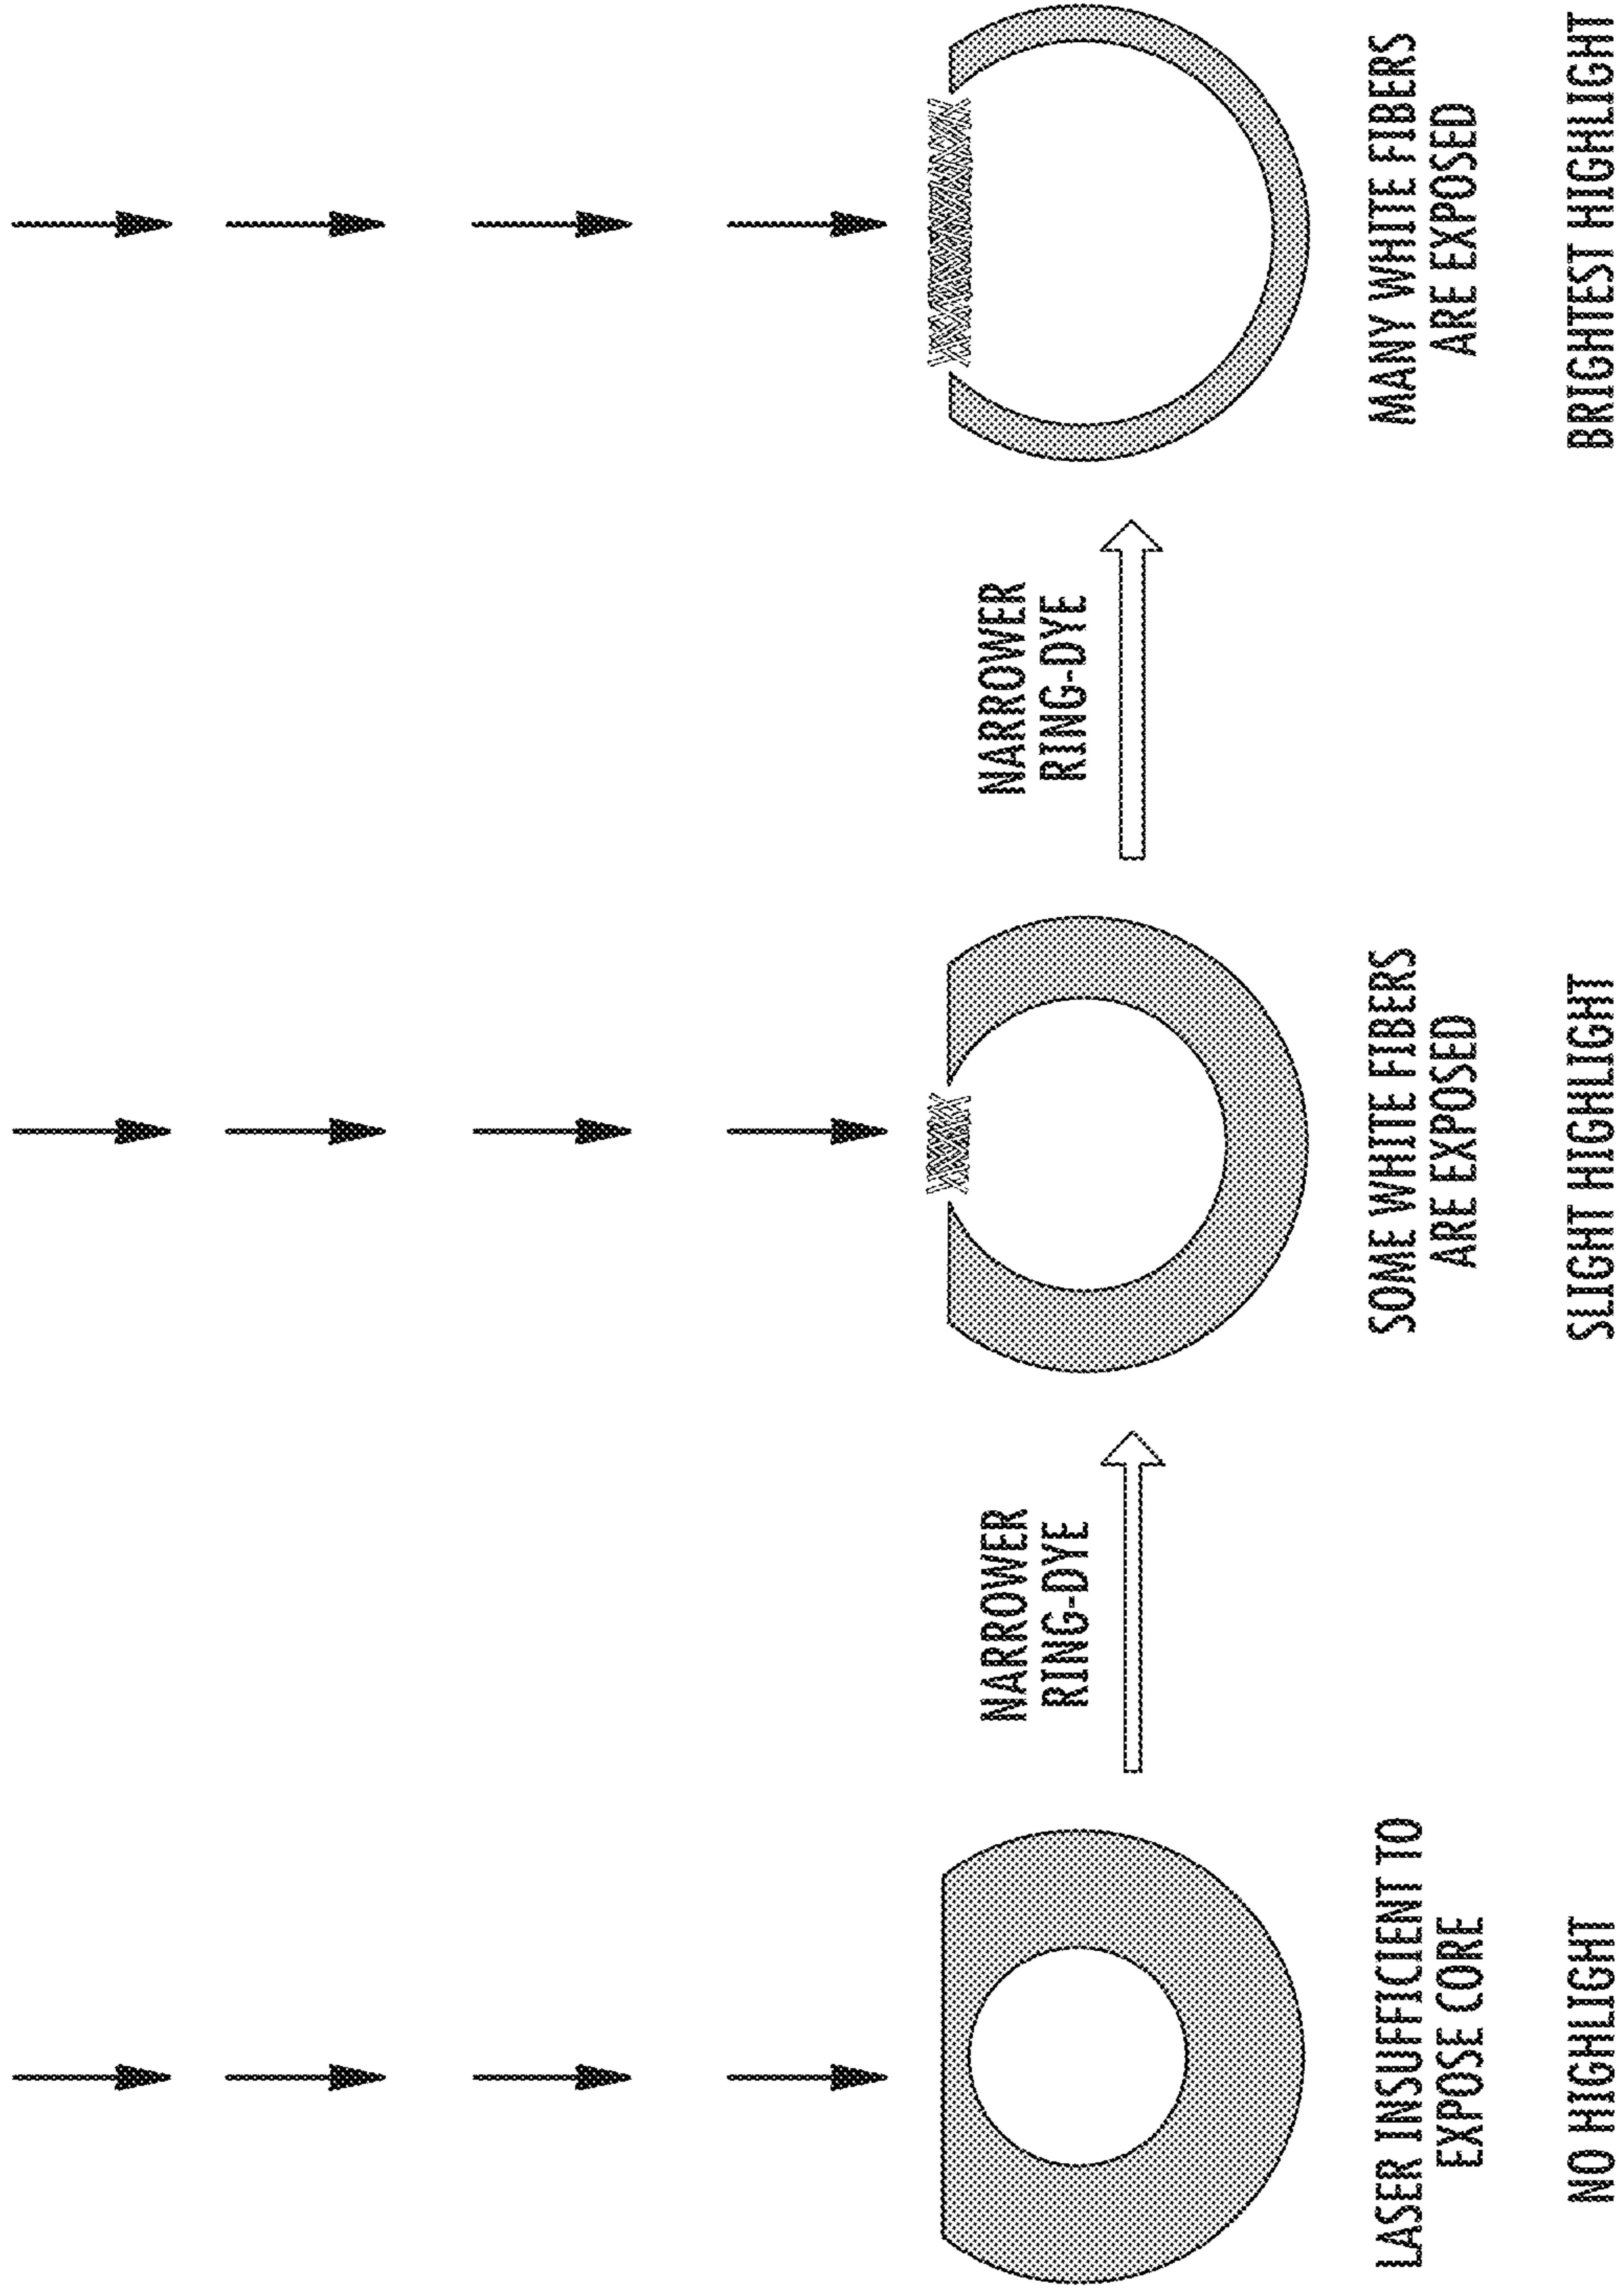 NARROWER
RING-DYE
NARROWER
RING-DYE
LASER INSUFFICIENT TO
EXPOSE CORE
SOME WHITE FIBERS
ARE EXPOSED
MANY WHITE FIBERS
ARE EXPOSED
NO HIGHLIGHT
SLIGHT HIGHLIGHT
BRIGHTEST HIGHLIGHT